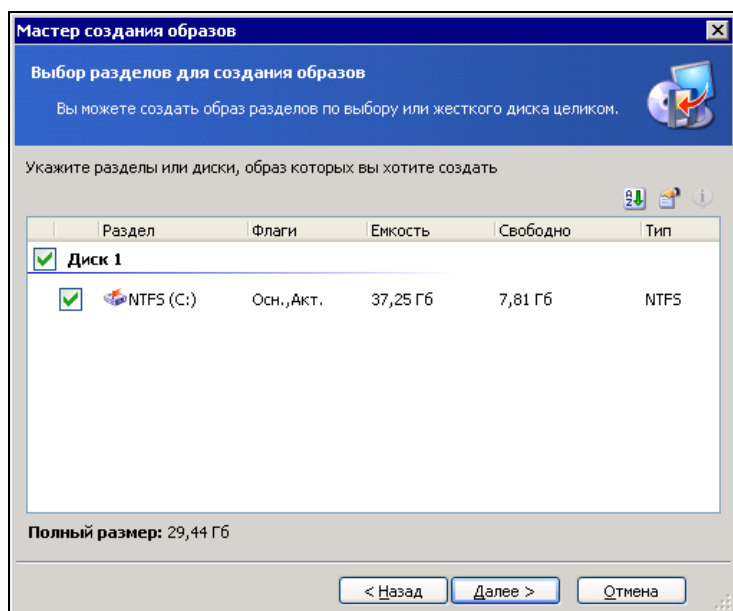 Мастер создания образов
Выбор разделов для создания образов
Вы можете создать образ разделов по выбору или жесткого диска целиком.
Укажите разделы или диски, образ которых вы хотите создать
Раздел Флаги Емкость Свободно Тип
Диск 1
NTFS (C:) Осн.,Акт. 37,25 Гб 7,81 Гб NTFS
Полный размер: 29,44 Гб
< Назад Далее > Отмена